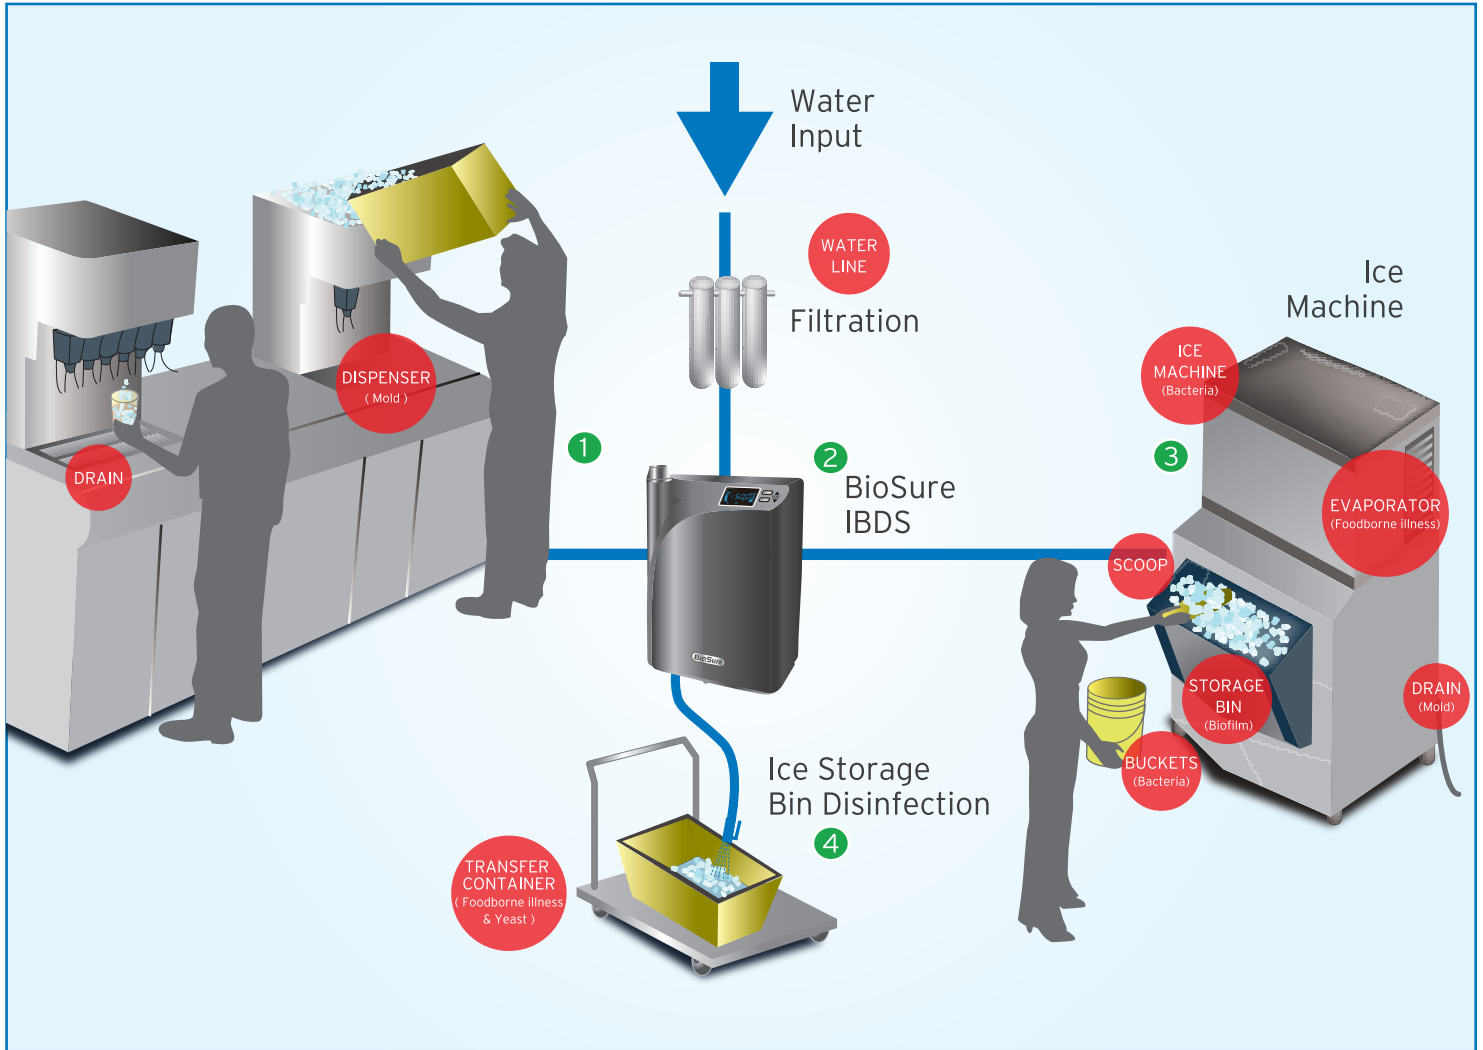 Water
Input
WATER
LINE
Filtration
Ice
Machine
DISPENSER
( Mold )
DRAIN
1
2
BioSure
IBDS
BioSure
ICE
MACHINE
(Bacteria)
3
EVAPORATOR
(Foodborne illness)
SCOOP
STORAGE
BIN
(Biofilm)
DRAIN
(Mold)
BUCKETS
(Bacteria)
Ice Storage
Bin Disinfection
4
TRANSFER
CONTAINER
( Foodborne illness
& Yeast )